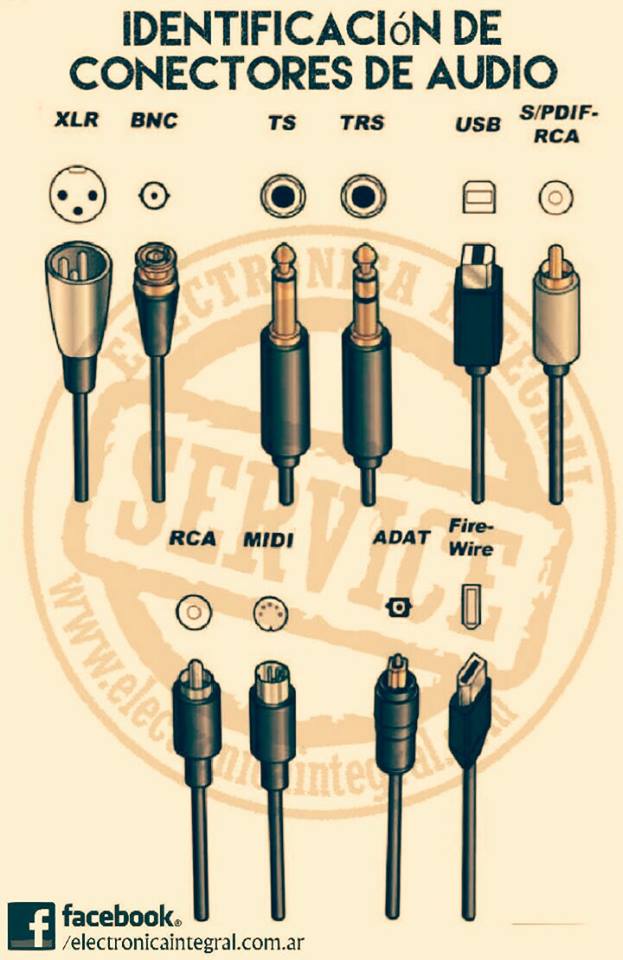 IDENTIFICACIóN DE
CONECTORES DE AUDIO
XLR BNC TS TRS USB S/PDIF-
RCA
ELECTRONICA INTEGRAL
SERVICE
RCA MIDI ADAT Fire-
Wire
www.electronicaintegral.com
f facebook®
/electronicaintegral.com.ar